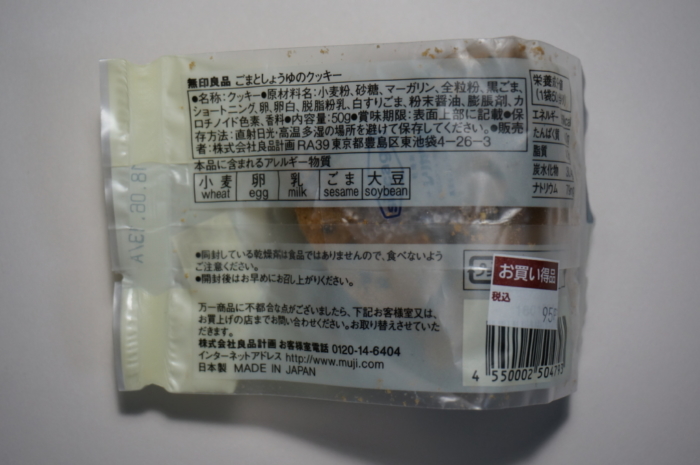 無印良品 ごまとしょうゆのクッキー
●名称:クッキー●原材料名:小麦粉、砂糖、マーガリン、全粒粉、黒ごま、
ショートニング、卵、卵白、脱脂粉乳、白すりごま、粉末醤油、膨脹剤、カ
ロチノイド色素、香料●内容量:50g●賞味期限:表面上部に記載●保
存方法:直射日光・高温多湿の場所を避けて保存してください。●販売
者:株式会社良品計画 RA39 東京都豊島区東池袋4-26-3
本品に含まれるアレルギー物質
小麦 卵 乳 ごま 大豆
wheat egg milk sesame soybean
●同封している乾燥剤は食品ではありませんので、食べないよう
ご注意ください。
●開封後はお早めにお召し上がりください。
万一商品に不都合な点がございましたら、下記お客様室又は、
お買上げの店までお問い合わせください。お取り替えさせていた
だきます。
株式会社良品計画 お客様室電話 0120-14-6404
インターネットアドレス http://www.muji.com/
日本製 MADE IN JAPAN
栄養成分
エネルギー
たんぱく質
脂質
炭水化物
ナトリウム
お買い得品
税込
95
4 550002 50479